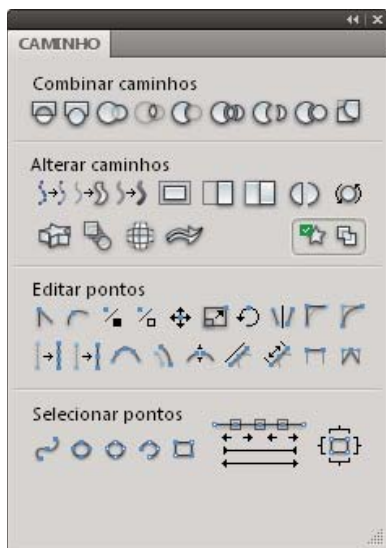 CAMINHO
Combinar caminhos
Alterar caminhos
Editar pontos
Selecionar pontos